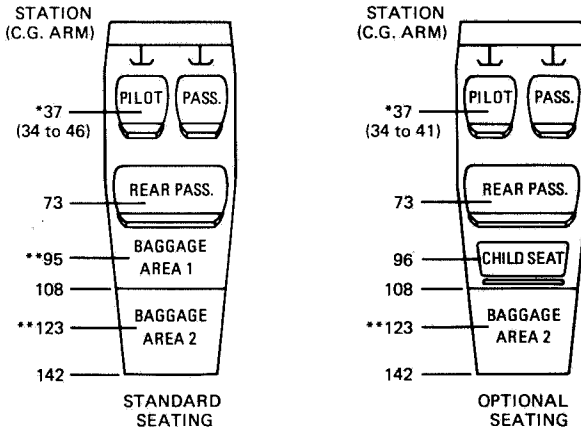 STATION
(C.G. ARM)
PILOT PASS.
*37
(34 to 46)
REAR PASS.
73
**95
BAGGAGE
AREA 1
108
**123
BAGGAGE
AREA 2
142
STANDARD
SEATING
STATION
(C.G. ARM)
PILOT PASS.
*37
(34 to 41)
REAR PASS.
73
96
CHILD SEAT
108
**123
BAGGAGE
AREA 2
142
OPTIONAL
SEATING